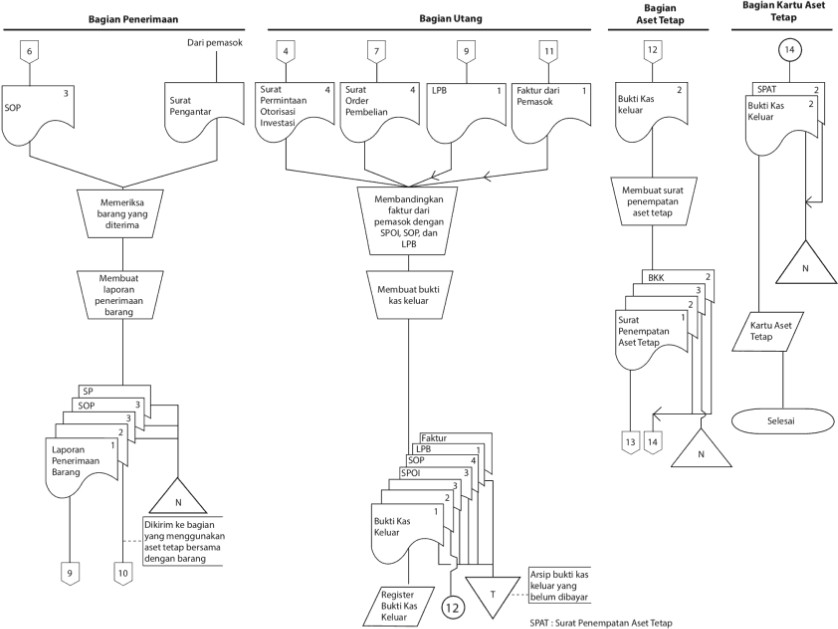 Bagian Penerimaan
6
Dari pemasok
3
SOP
Surat
Pengantar
Memeriksa
barang yang
diterima
Membuat
laporan
penerimaan
barang
SP
SOP 3
3
2
1
Laporan
Penerimaan
Barang
N
Dikirim ke bagian
yang menggunakan
aset tetap bersama
dengan barang
9
10
Bagian Utang
4
7
9
11
Surat 4
Permintaan
Otorisasi
Investasi
Surat 4
Order
Pembelian
LPB 1
Faktur dari 1
Pemasok
Membandingkan
faktur dari
pemasok dengan
SPOI, SOP, dan
LPB
Membuat bukti
kas keluar
Faktur
LPB 1
SOP 4
SPOI 3
3
2
1
Bukti Kas
Keluar
Register
Bukti Kas
Keluar
12
T
Arsip bukti kas
keluar yang
belum dibayar
Bagian
Aset Tetap
12
2
Bukti Kas
keluar
Membuat surat
penempatan
aset tetap
BKK 2
3
2
Surat 1
Penempatan
Aset Tetap
13
14
N
Bagian Kartu Aset
Tetap
14
SPAT 2
Bukti Kas 2
Keluar
N
Kartu Aset
Tetap
Selesai
SPAT : Surat Penempatan Aset Tetap